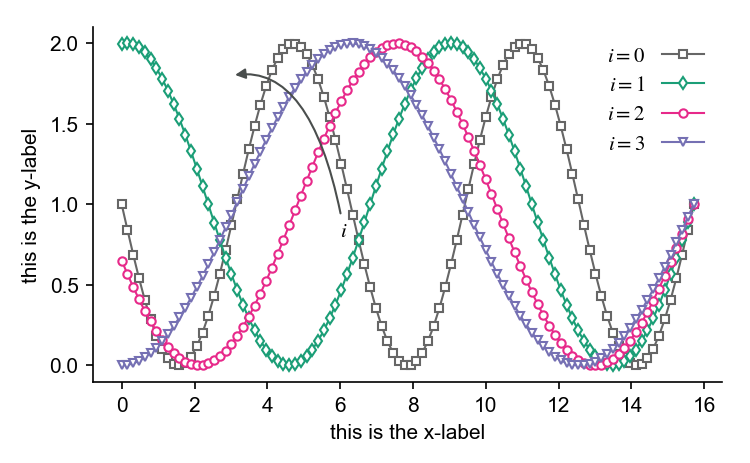 2.0
1.5
1.0
0.5
0.0
this is the y-label
i = 0
i = 1
i = 2
i = 3
i
0 2 4 6 8 10 12 14 16
this is the x-label